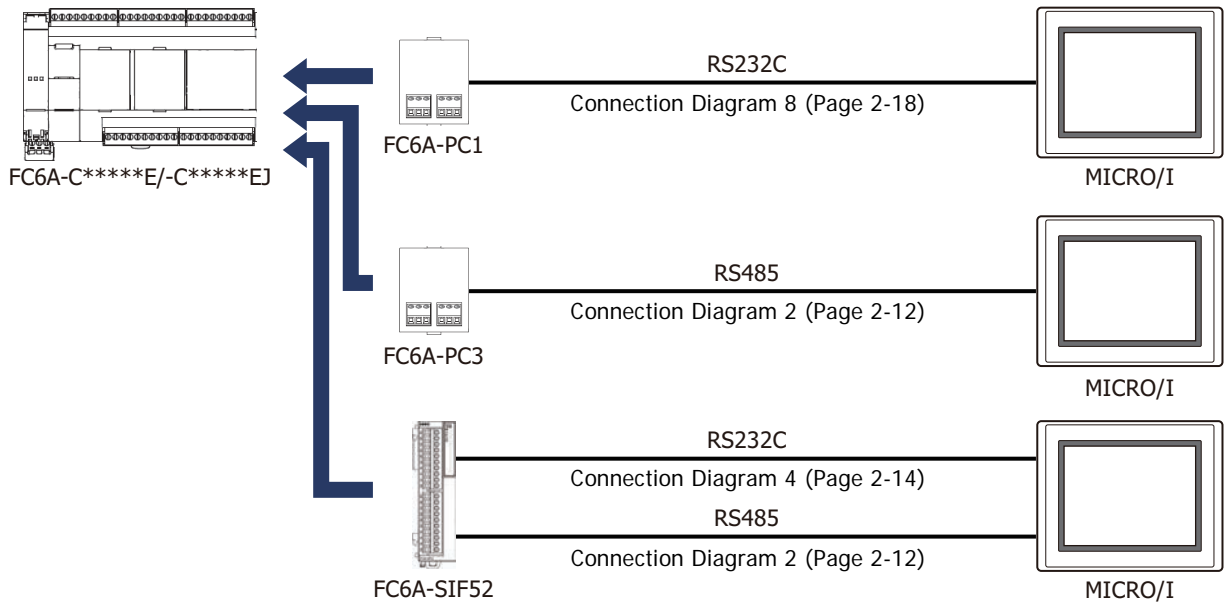 RS232C
Connection Diagram 8 (Page 2-18)
FC6A-PC1
FC6A-C*****E/-C*****EJ
MICRO/I
RS485
Connection Diagram 2 (Page 2-12)
FC6A-PC3
MICRO/I
RS232C
Connection Diagram 4 (Page 2-14)
RS485
Connection Diagram 2 (Page 2-12)
FC6A-SIF52
MICRO/I